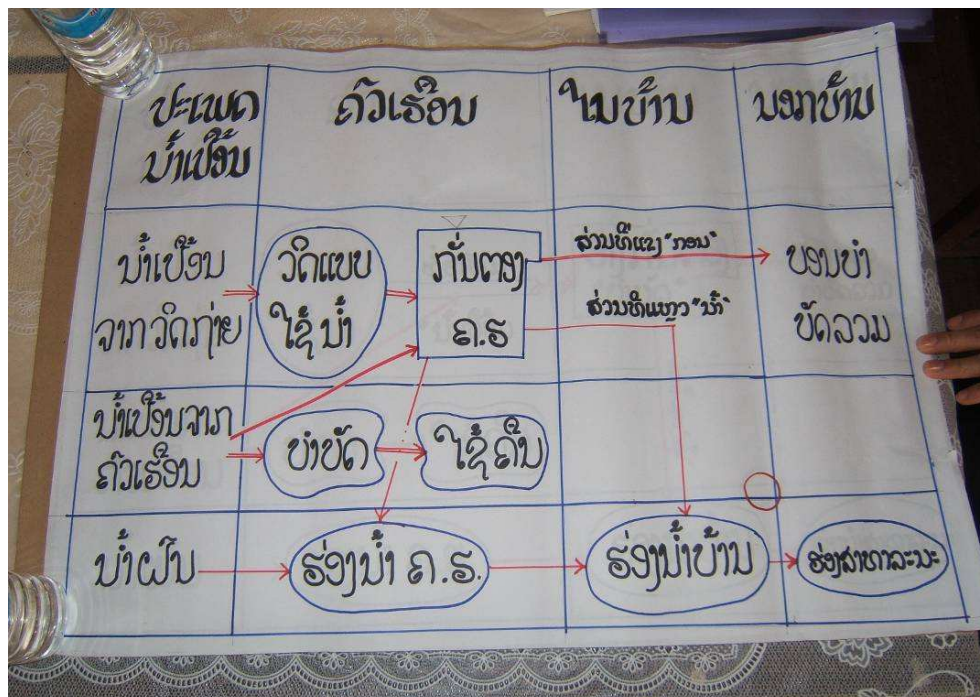 ປະເພດ
ນ້ຳເປື້ອນ
ຄົວເຮືອນ
ໃນບ້ານ
ນອກບ້ານ
ນ້ຳເປື້ອນ
ຈາກວິດຖ່າຍ
ວິດແບບ
ໃຊ້ນ້ຳ
ກັ່ນຕອງ
ຄ.ຮ
ສ່ວນທີ່ແຂງ "ກອນ"
ສ່ວນທີ່ແຫຼວ "ນ້ຳ"
ບອນບຳ
ບັດລວມ
ນ້ຳເປື້ອນຈາກ
ຄົວເຮືອນ
ບຳບັດ
ໃຊ້ຄືນ
ນ້ຳຝົນ
ຮ່ອງນ້ຳ ຄ.ຮ.
ຮ່ອງນ້ຳບ້ານ
ຮ່ອງສາທາລະນະ